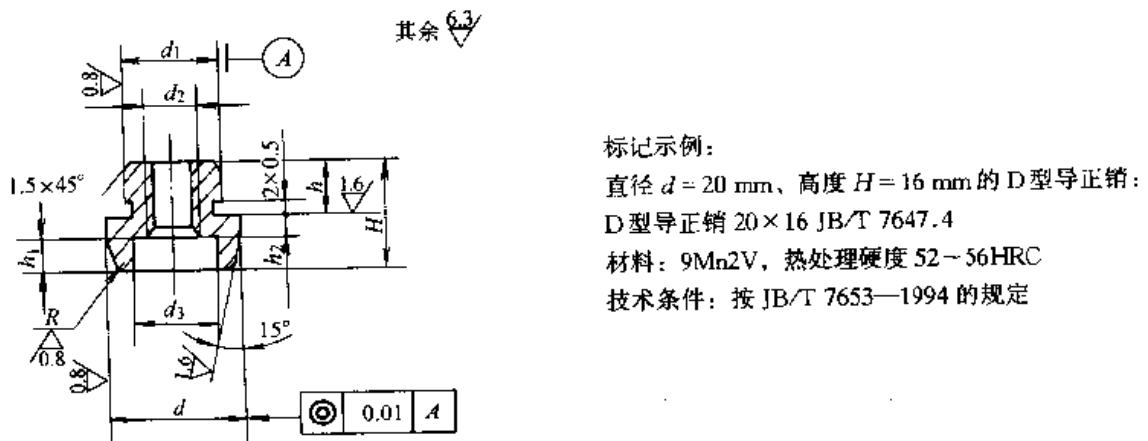 其余 6.3
d₁
A
0.8
d₂
1.5×45°
2×0.5
h
1.6
H
h₁
h₂
R
0.8
d₃
15°
0.8
1.6
d
◎ 0.01 A
标记示例：
直径 d = 20 mm、高度 H = 16 mm 的 D 型导正销：
D 型导正销 20×16 JB/T 7647.4
材料：9Mn2V，热处理硬度 52~56HRC
技术条件：按 JB/T 7653—1994 的规定